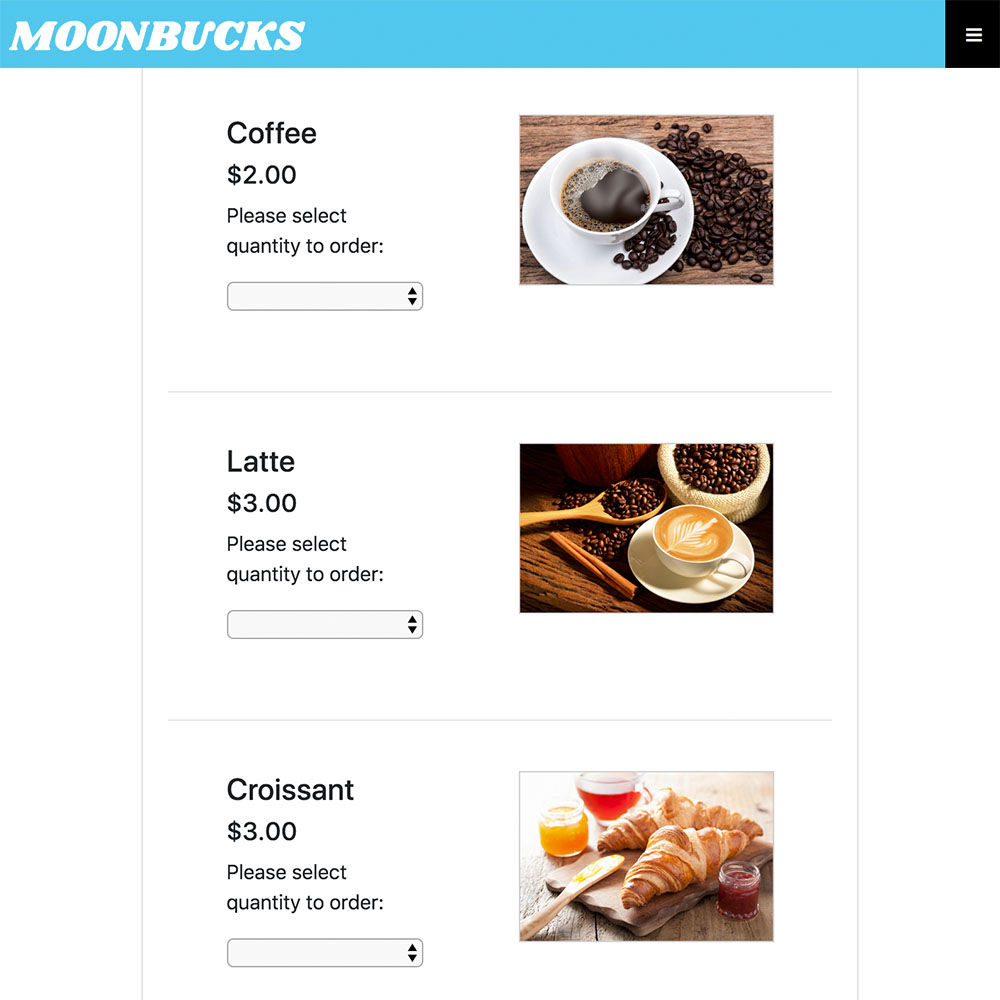 MOONBUCKS
Coffee
$2.00
Please select
quantity to order:
Latte
$3.00
Please select
quantity to order:
Croissant
$3.00
Please select
quantity to order: